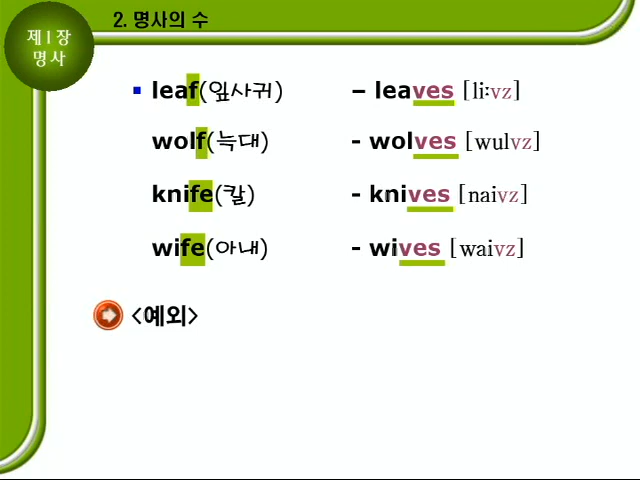 2. 명사의 수
제 I 장
명사
leaf(잎사귀) – leaves [li:vz]
wolf(늑대) - wolves [wulvz]
knife(칼) - knives [naivz]
wife(아내) - wives [waivz]
<예외>